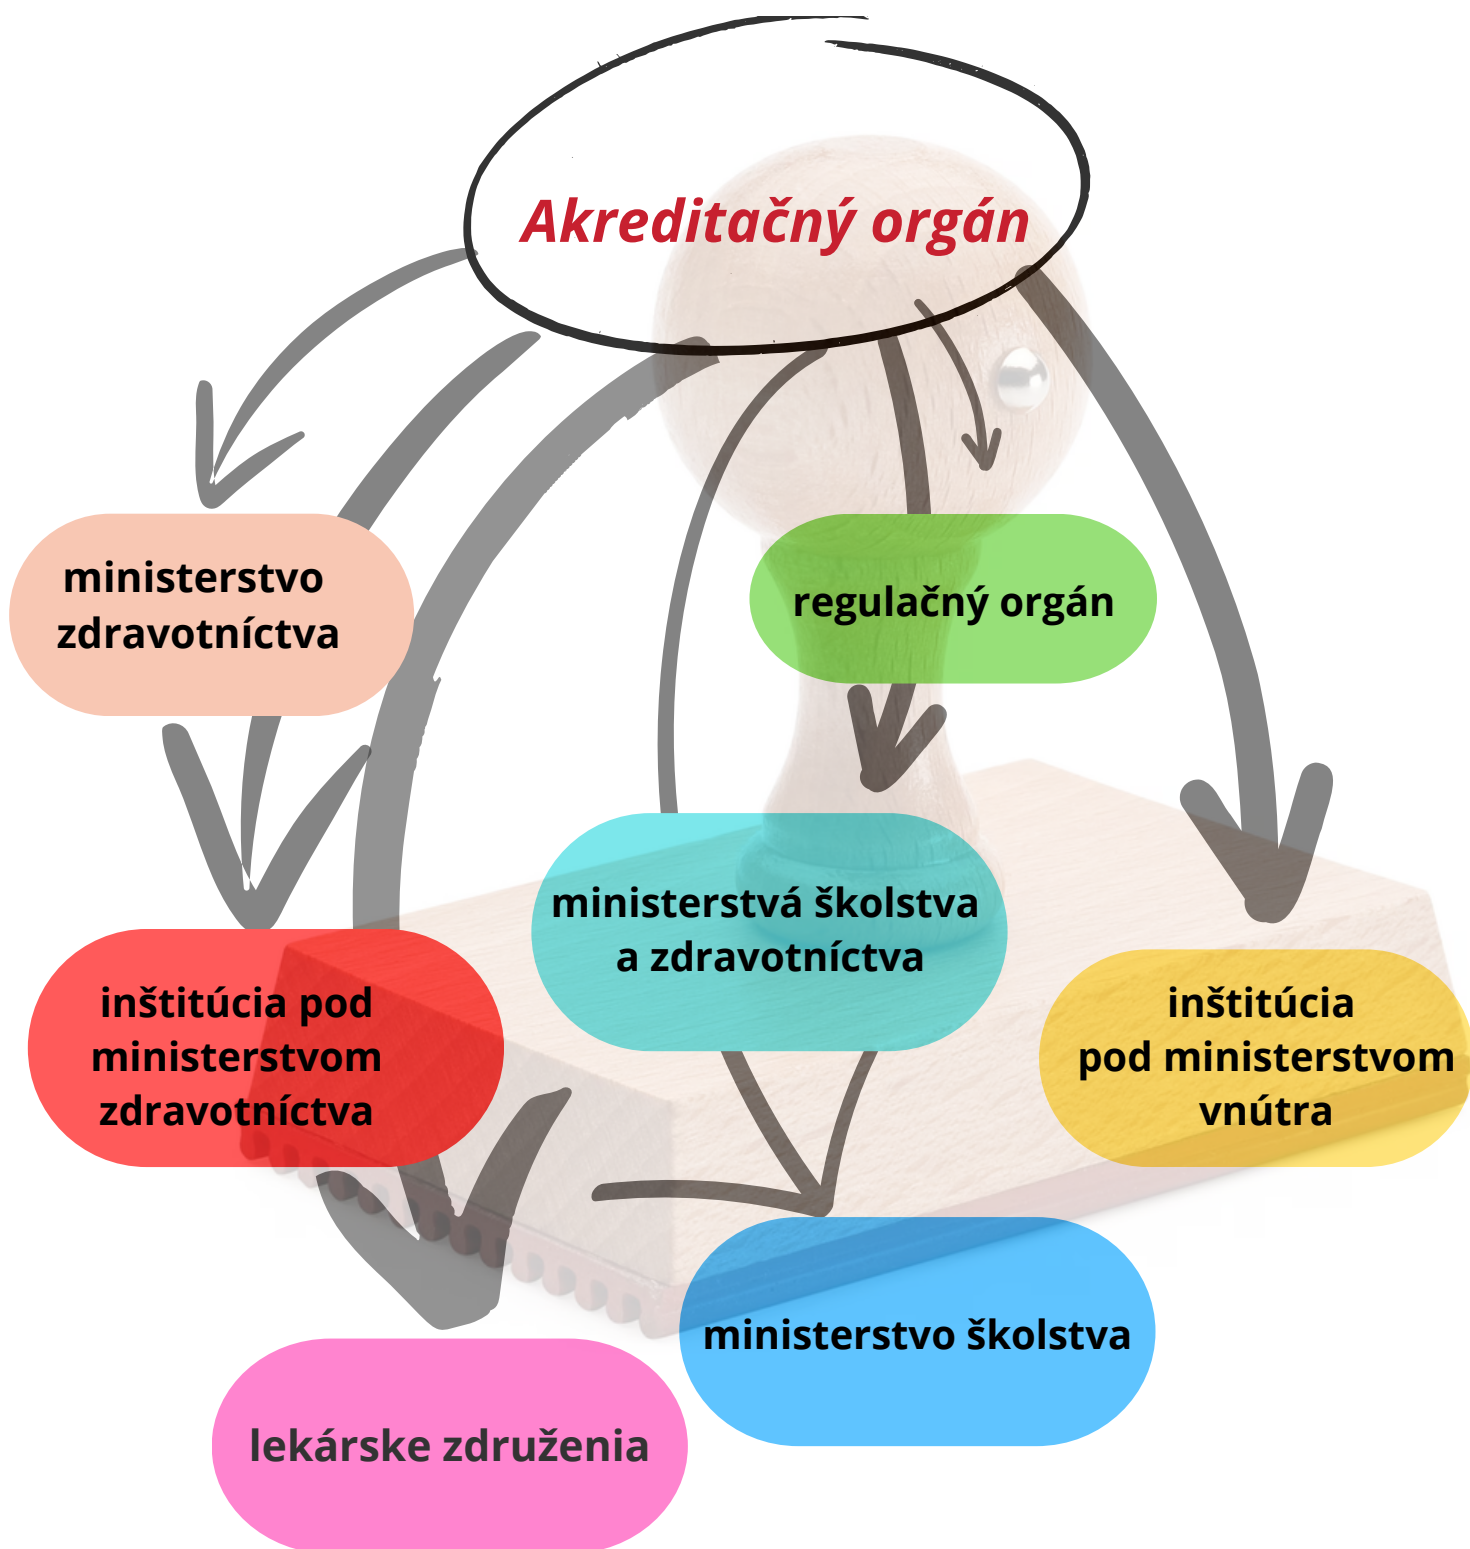 Akreditačný orgán
ministerstvo
zdravotníctva
regulačný orgán
ministerstvá školstva
a zdravotníctva
inštitúcia pod
ministerstvom
zdravotníctva
inštitúcia
pod ministerstvom
vnútra
ministerstvo školstva
lekárske združenia